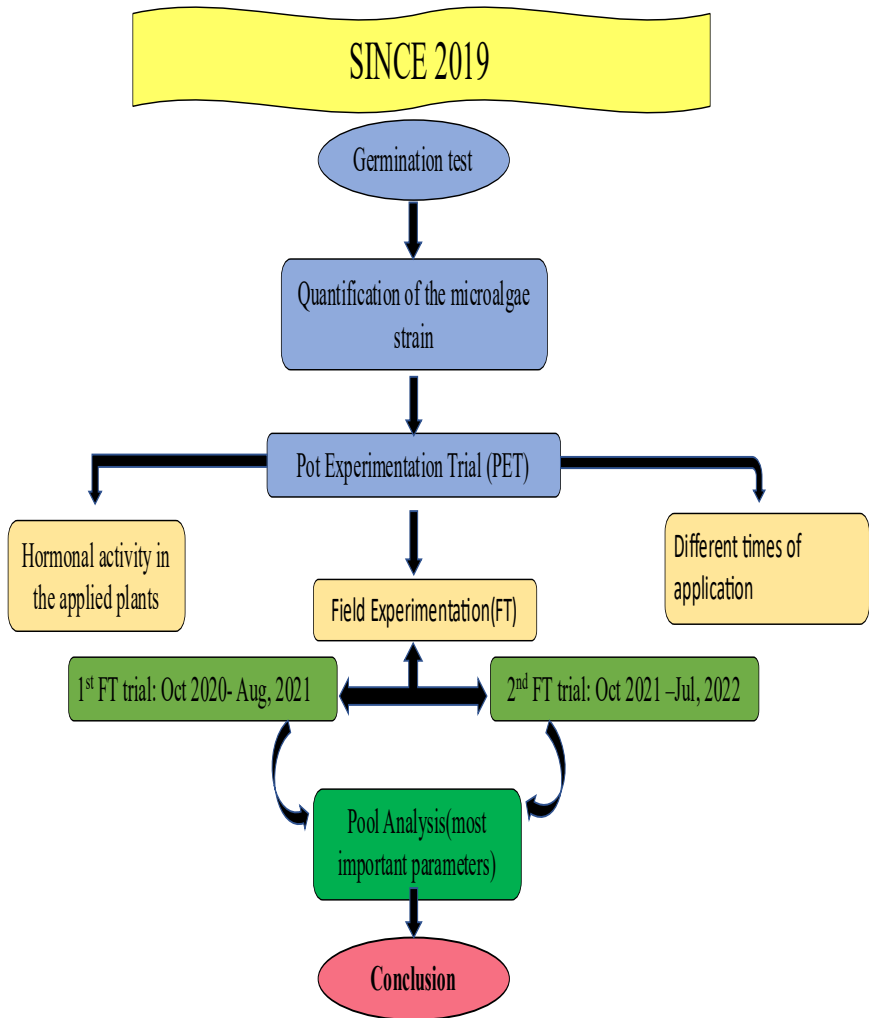 SINCE 2019
Germination test
Quantification of the microalgae
strain
Pot Experimentation Trial (PET)
Hormonal activity in
the applied plants
Different times of
application
Field Experimentation(FT)
1st FT trial: Oct 2020- Aug, 2021
2nd FT trial: Oct 2021 –Jul, 2022
Pool Analysis(most
important parameters)
Conclusion